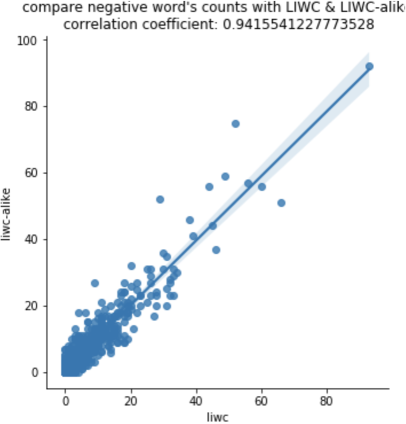 compare negative word's counts with LIWC & LIWC-alike
correlation coefficient: 0.9415541227773528
100
80
60
40
20
0
liwc-alike
0
20
40
60
80
liwc